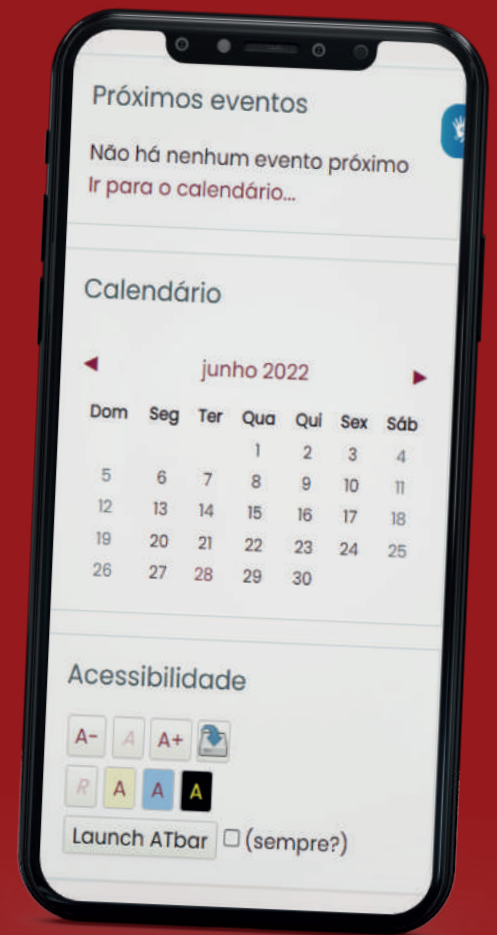 Próximos eventos
Não há nenhum evento próximo
Ir para o calendário...
Calendário
◄ junho 2022 ►
Dom Seg Ter Qua Qui Sex Sáb
1 2 3 4
5 6 7 8 9 10 11
12 13 14 15 16 17 18
19 20 21 22 23 24 25
26 27 28 29 30
Acessibilidade
A- A A+
R A A A
Launch ATbar (sempre?)